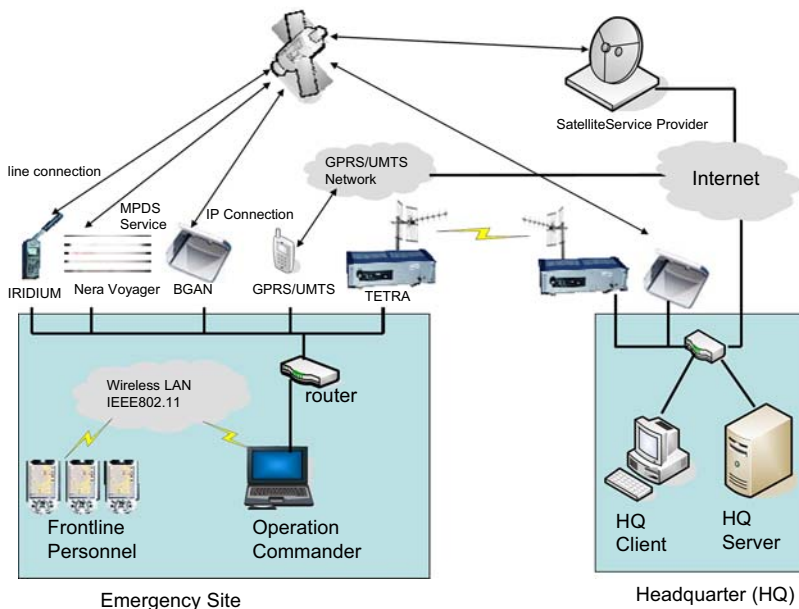 SatelliteService Provider
line connection
GPRS/UMTS
Network
Internet
MPDS
Service
IP Connection
IRIDIUM
Nera Voyager
BGAN
GPRS/UMTS
TETRA
router
Wireless LAN
IEEE802.11
Frontline
Personnel
Operation
Commander
HQ
Client
HQ
Server
Emergency Site
Headquarter (HQ)